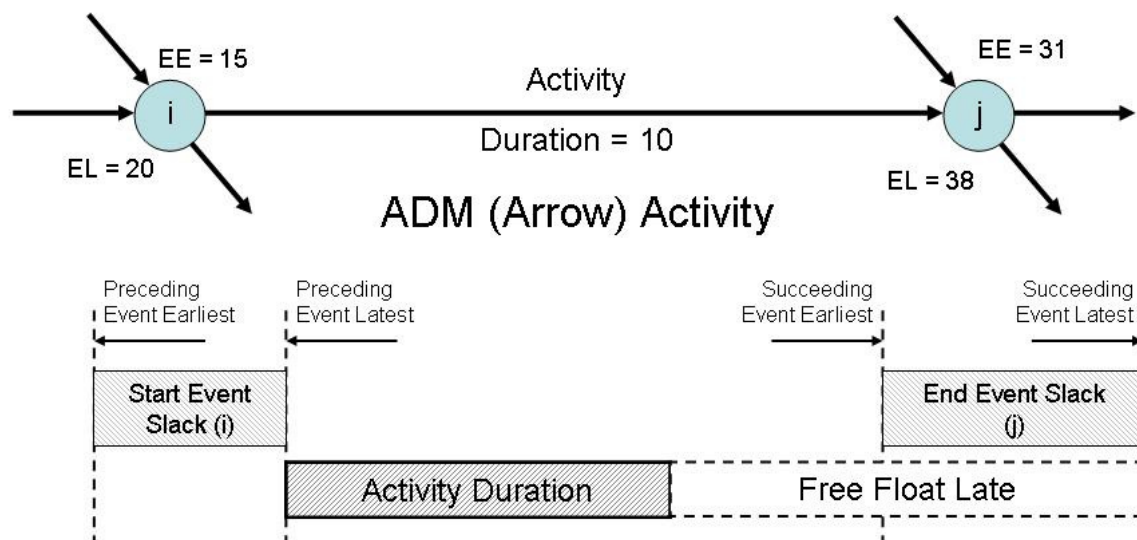 EE = 15
i
EL = 20
Activity
Duration = 10
EE = 31
j
EL = 38
ADM (Arrow) Activity
Preceding
Event Earliest
Preceding
Event Latest
Succeeding
Event Earliest
Succeeding
Event Latest
Start Event
Slack (i)
End Event Slack
(j)
Activity Duration
Free Float Late